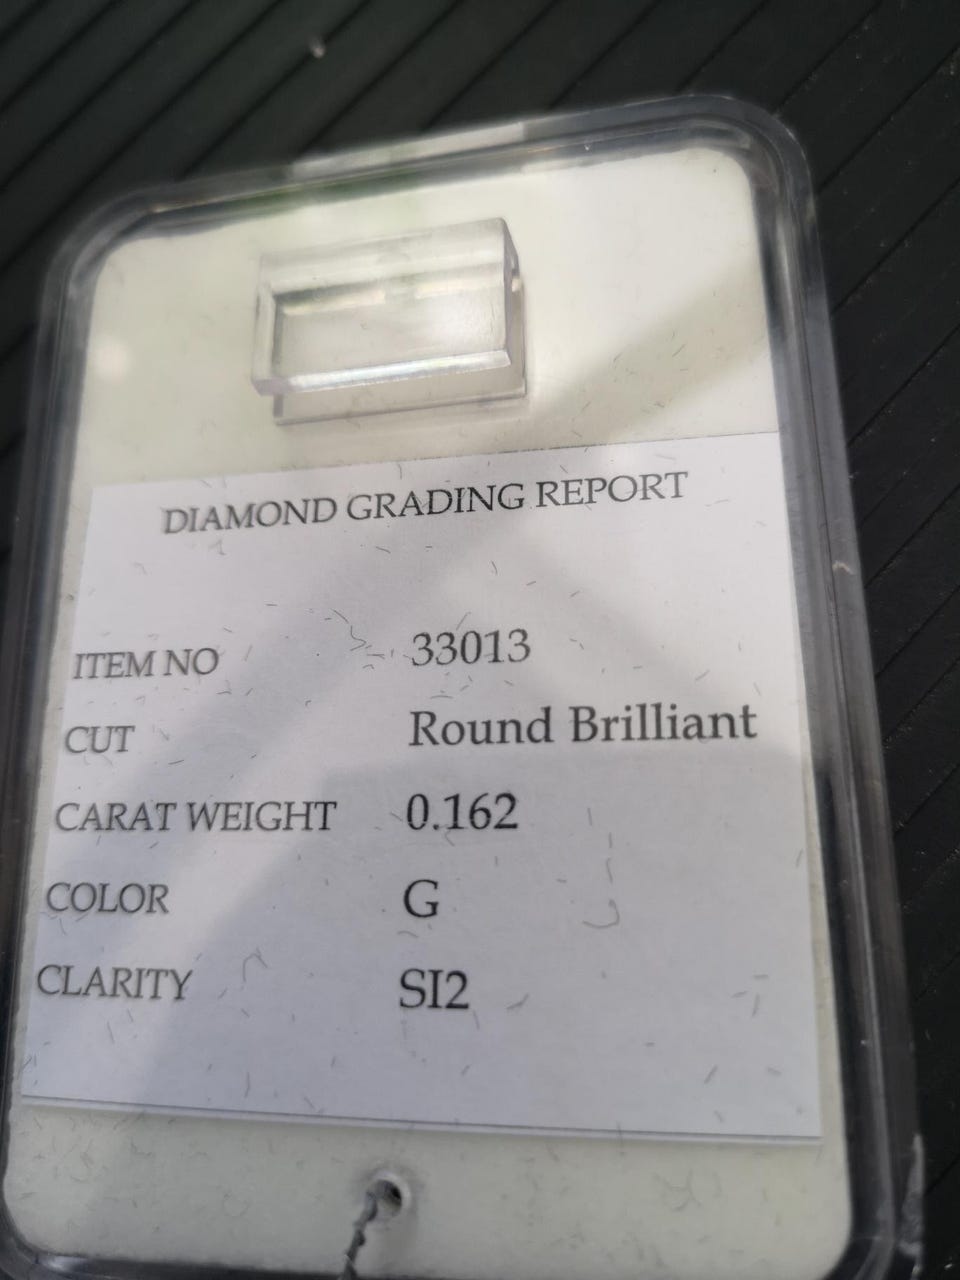 DIAMOND GRADING REPORT
ITEM NO 33013
CUT Round Brilliant
CARAT WEIGHT 0.162
COLOR G
CLARITY SI2